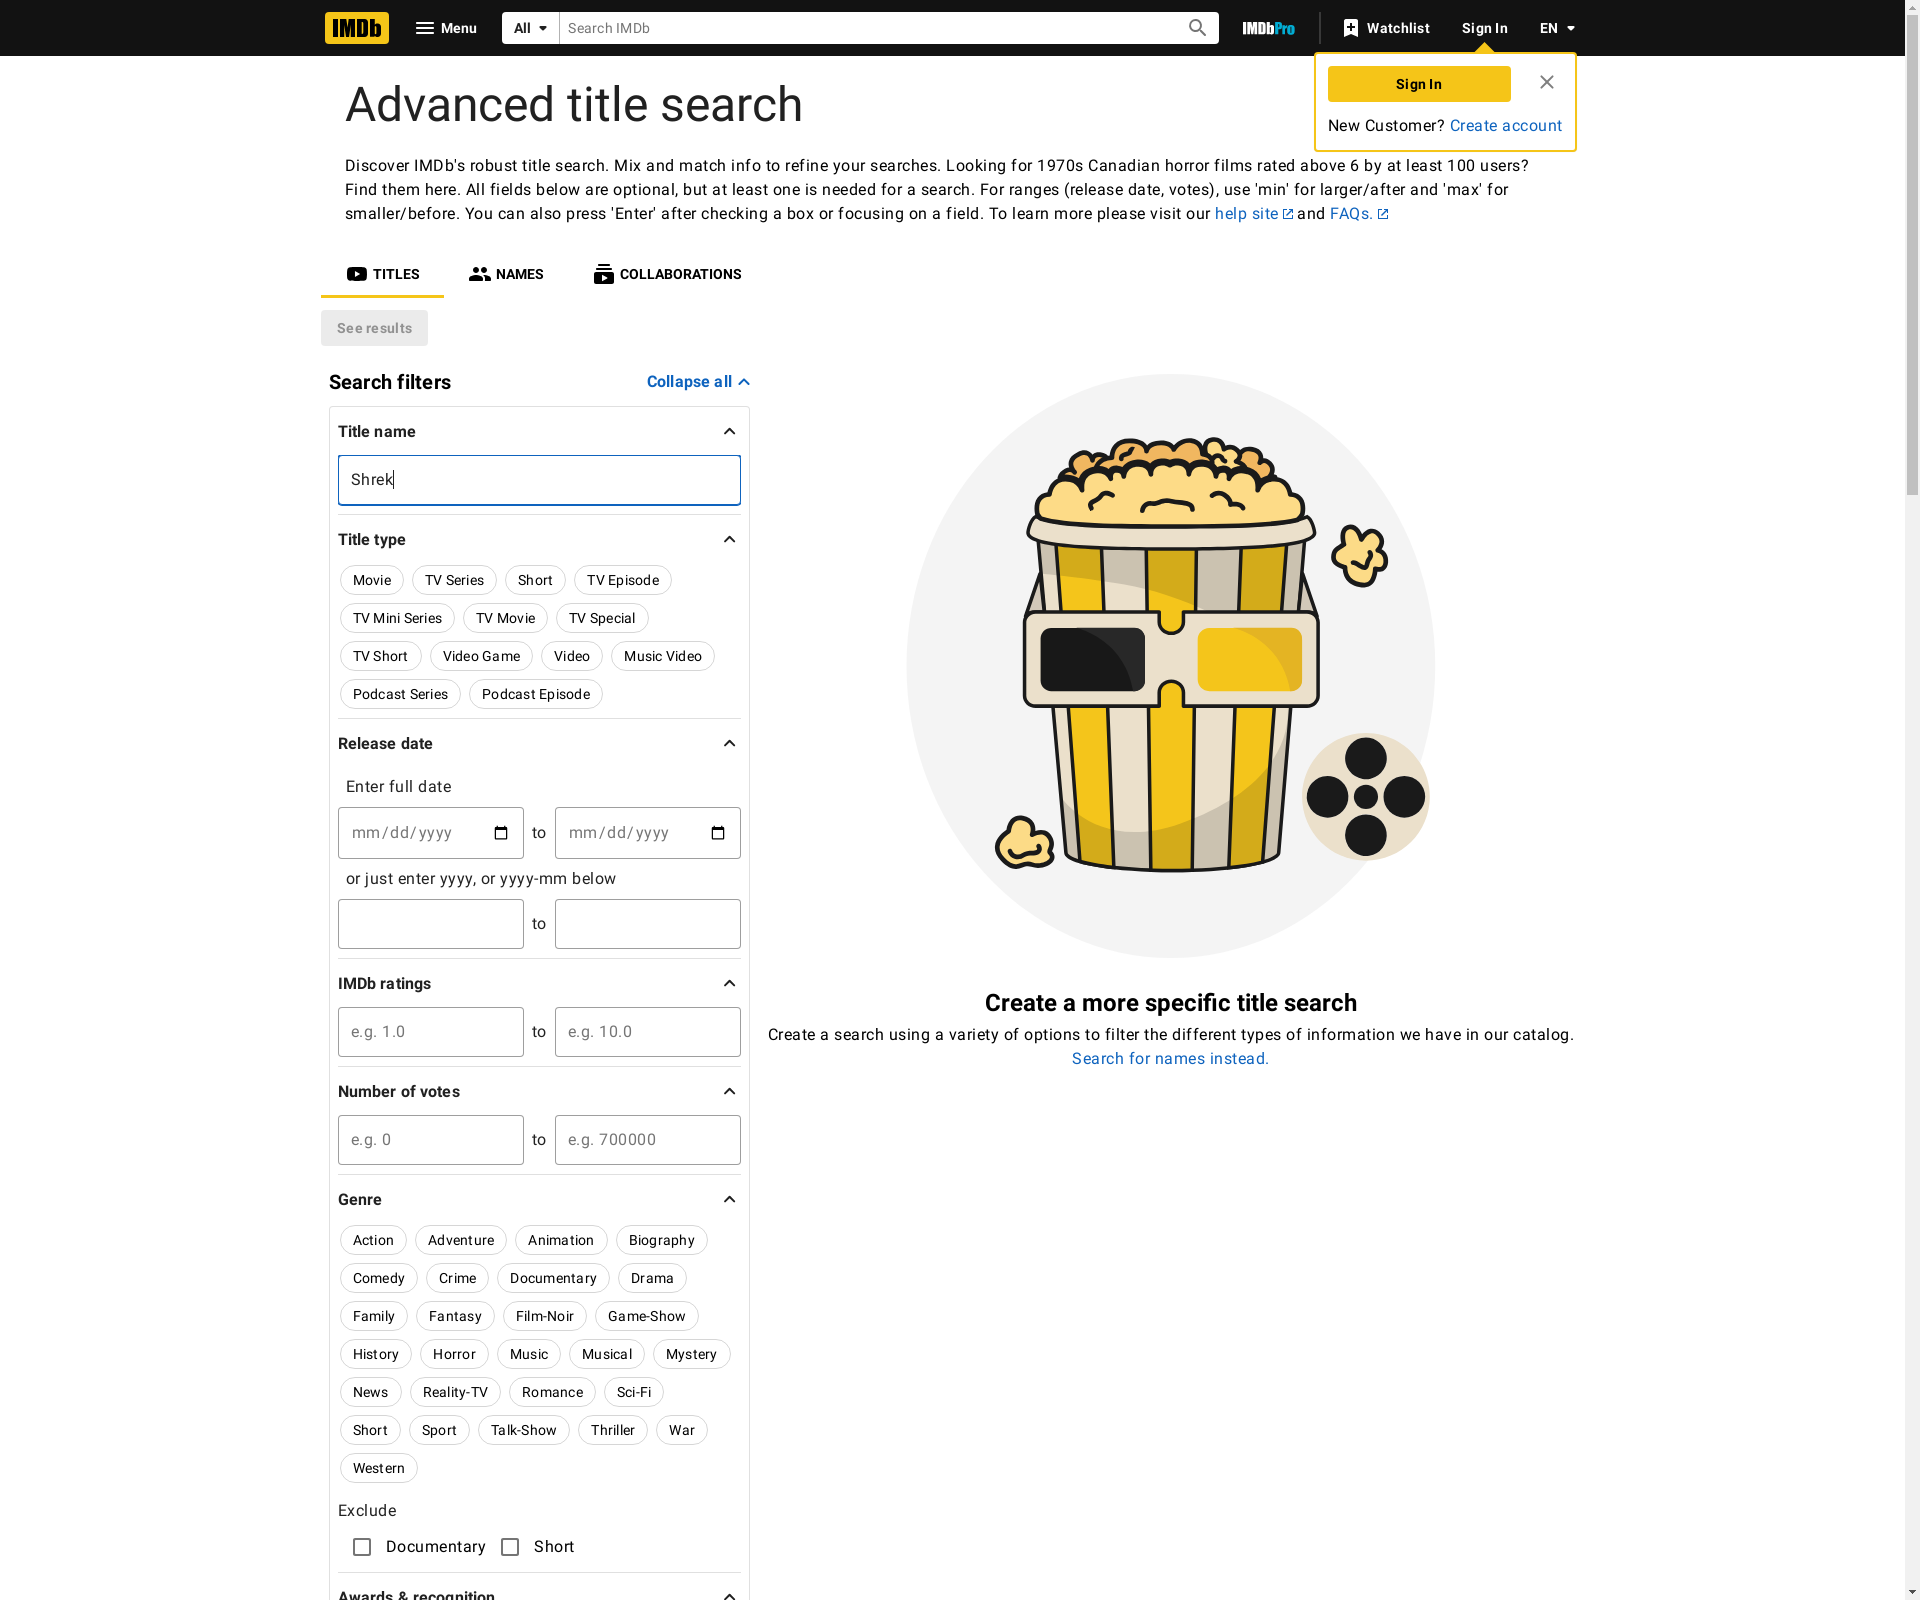 IMDb Menu All Search IMDb IMDbPro Watchlist Sign In EN
Sign In
New Customer? Create account
Advanced title search
Discover IMDb's robust title search. Mix and match info to refine your searches. Looking for 1970s Canadian horror films rated above 6 by at least 100 users?
Find them here. All fields below are optional, but at least one is needed for a search. For ranges (release date, votes), use 'min' for larger/after and 'max' for
smaller/before. You can also press 'Enter' after checking a box or focusing on a field. To learn more please visit our help site and FAQs.
TITLES NAMES COLLABORATIONS
See results
Search filters Collapse all
Title name
Shrek
Title type
Movie TV Series Short TV Episode
TV Mini Series TV Movie TV Special
TV Short Video Game Video Music Video
Podcast Series Podcast Episode
Release date
Enter full date
mm/dd/yyyy to mm/dd/yyyy
or just enter yyyy, or yyyy-mm below
to
IMDb ratings
e.g. 1.0 to e.g. 10.0
Number of votes
e.g. 0 to e.g. 700000
Genre
Action Adventure Animation Biography
Comedy Crime Documentary Drama
Family Fantasy Film-Noir Game-Show
History Horror Music Musical Mystery
News Reality-TV Romance Sci-Fi
Short Sport Talk-Show Thriller War
Western
Exclude
Documentary Short
Awards & recognition
Create a more specific title search
Create a search using a variety of options to filter the different types of information we have in our catalog.
Search for names instead.